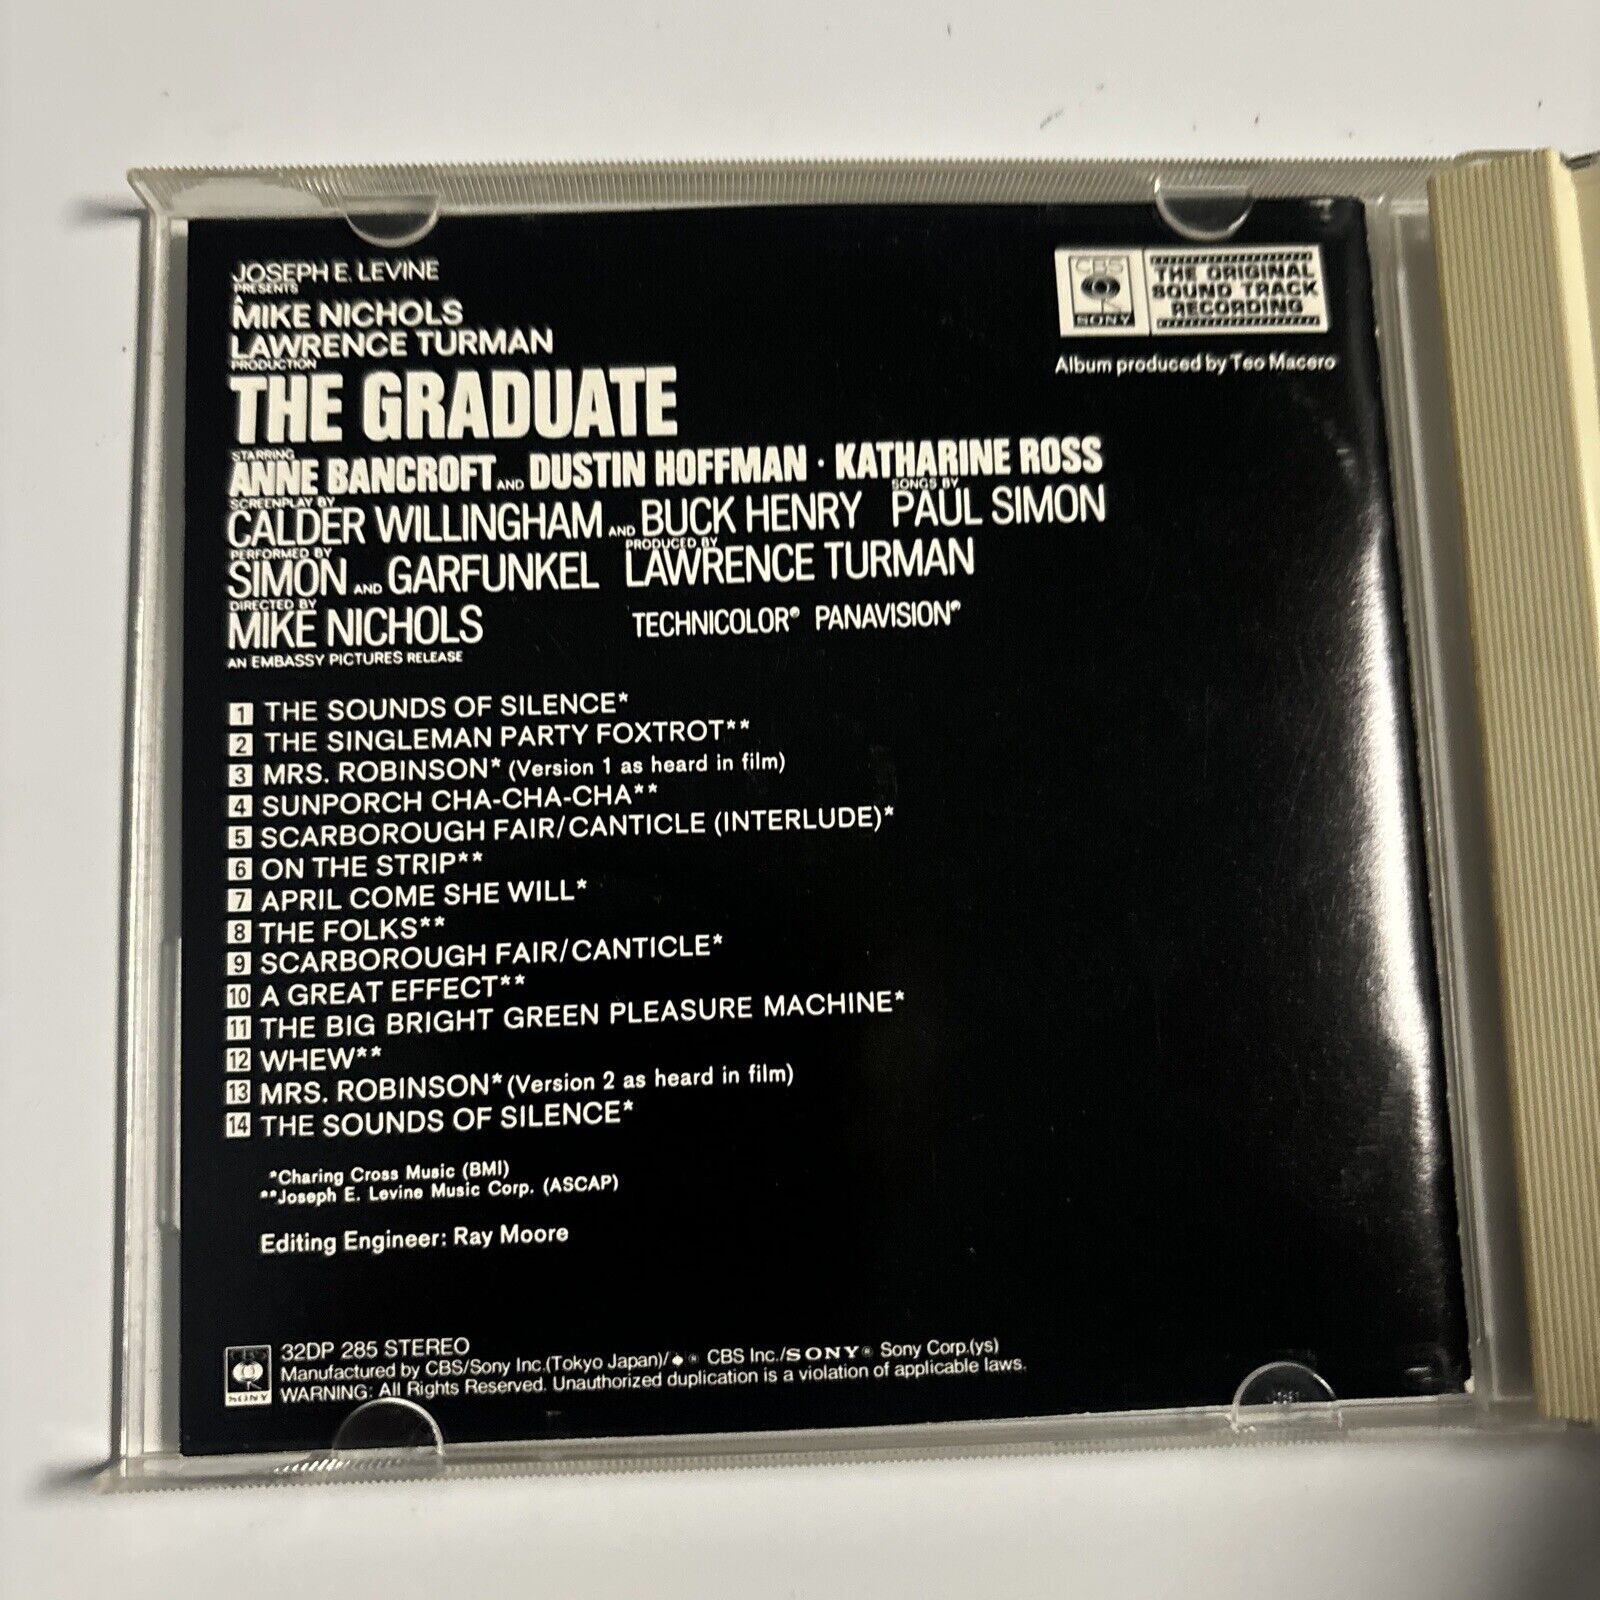 JOSEPH E. LEVINE
PRESENTS
A
MIKE NICHOLS
LAWRENCE TURMAN
PRODUCTION
THE GRADUATE
STARRING
ANNE BANCROFT AND DUSTIN HOFFMAN · KATHARINE ROSS
SCREENPLAY BY
CALDER WILLINGHAM AND BUCK HENRY
SONGS BY
PAUL SIMON
PERFORMED BY
SIMON AND GARFUNKEL
PRODUCED BY
LAWRENCE TURMAN
DIRECTED BY
MIKE NICHOLS
TECHNICOLOR® PANAVISION®
AN EMBASSY PICTURES RELEASE
CBS
SONY
THE ORIGINAL
SOUND TRACK
RECORDING
Album produced by Teo Macero
1 THE SOUNDS OF SILENCE*
2 THE SINGLEMAN PARTY FOXTROT**
3 MRS. ROBINSON* (Version 1 as heard in film)
4 SUNPORCH CHA-CHA-CHA**
5 SCARBOROUGH FAIR/CANTICLE (INTERLUDE)*
6 ON THE STRIP**
7 APRIL COME SHE WILL*
8 THE FOLKS**
9 SCARBOROUGH FAIR/CANTICLE*
10 A GREAT EFFECT**
11 THE BIG BRIGHT GREEN PLEASURE MACHINE*
12 WHEW**
13 MRS. ROBINSON* (Version 2 as heard in film)
14 THE SOUNDS OF SILENCE*
*Charing Cross Music (BMI)
**Joseph E. Levine Music Corp. (ASCAP)
Editing Engineer: Ray Moore
CBS
SONY
32DP 285 STEREO
Manufactured by CBS/Sony Inc.(Tokyo Japan)/® CBS Inc./SONY® Sony Corp.(ys)
WARNING: All Rights Reserved. Unauthorized duplication is a violation of applicable laws.